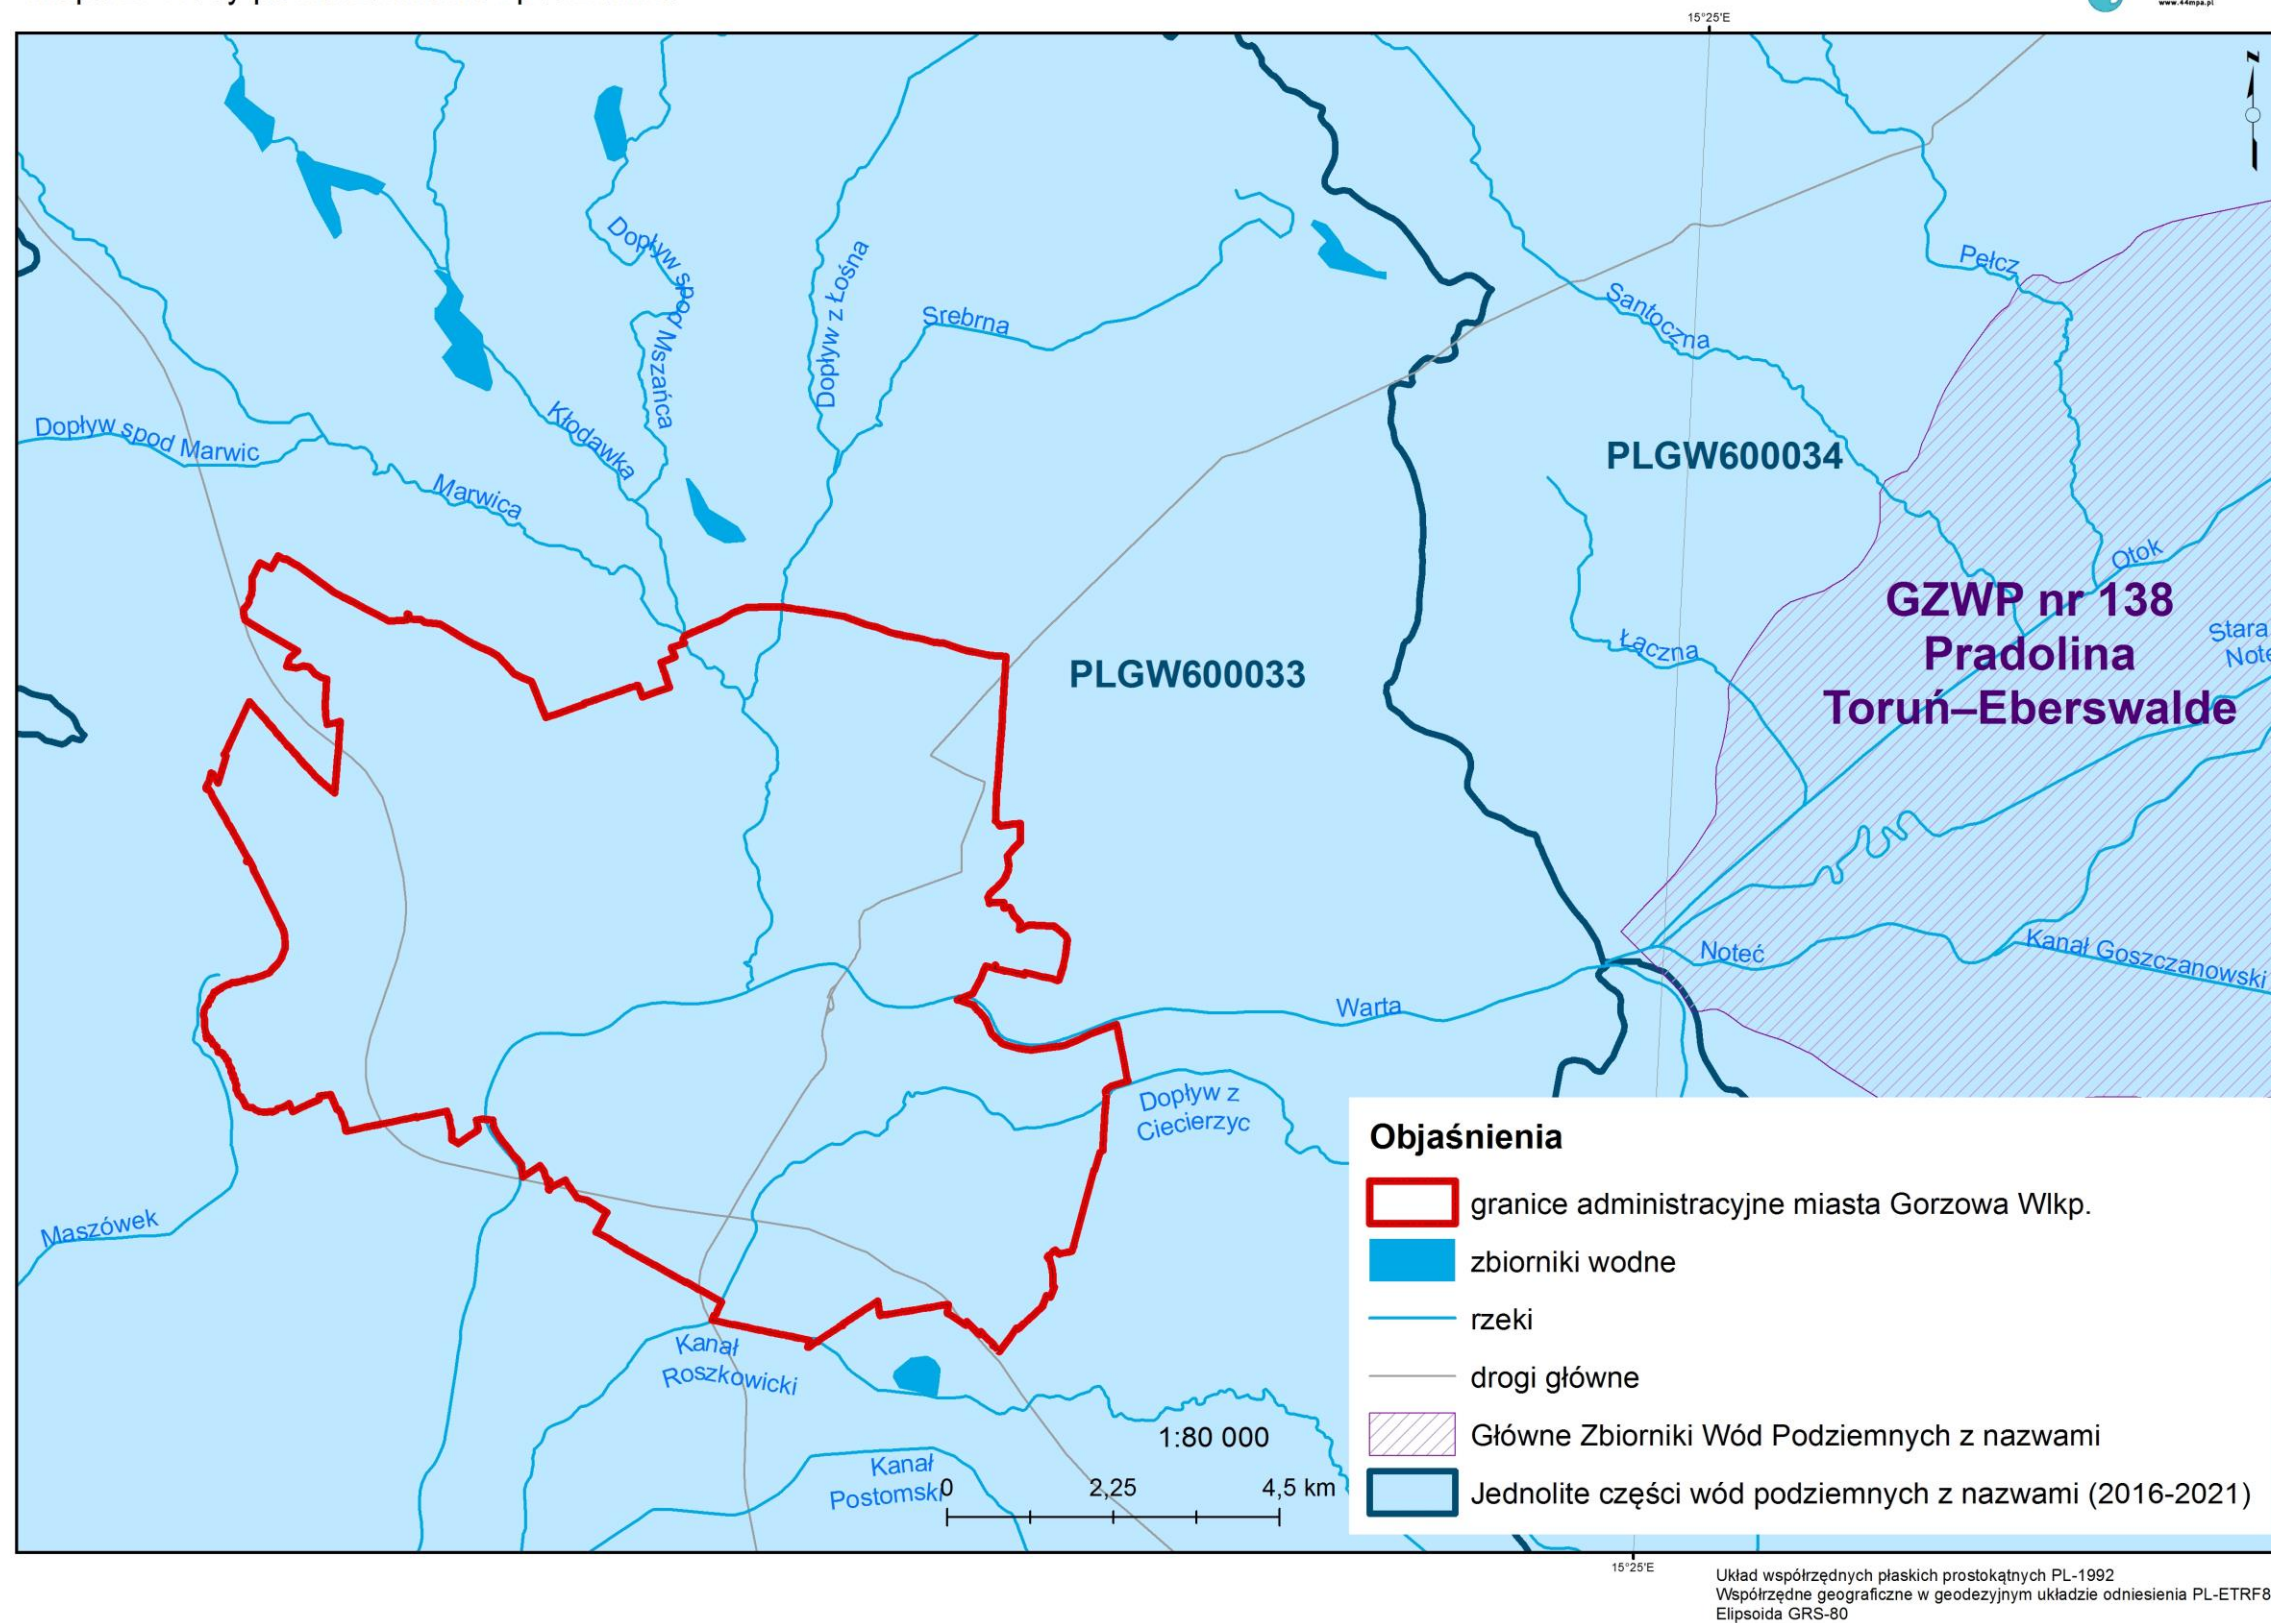 www.44mpa.pl
15°25'E
N
Dopływ spod Mszańca
Dopływ z Łośna
Srebrna
Pełcz
Santoczna
Dopływ spod Marwic
Kłodawka
Marwica
PLGW600034
Otok
GZWP nr 138
Pradolina
Toruń–Eberswalde
Stara
Łączna
PLGW600033
Noteć
Kanał Goszczanowski
Warta
Dopływ z
Ciecierzyc
Maszówek
Kanał
Roszkowicki
Kanał
Postomski
1:80 000
0 2,25 4,5 km
Objaśnienia
granice administracyjne miasta Gorzowa Wlkp.
zbiorniki wodne
rzeki
drogi główne
Główne Zbiorniki Wód Podziemnych z nazwami
Jednolite części wód podziemnych z nazwami (2016-2021)
15°25'E
Układ współrzędnych płaskich prostokątnych PL-1992
Współrzędne geograficzne w geodezyjnym układzie odniesienia PL-ETRF8
Elipsoida GRS-80